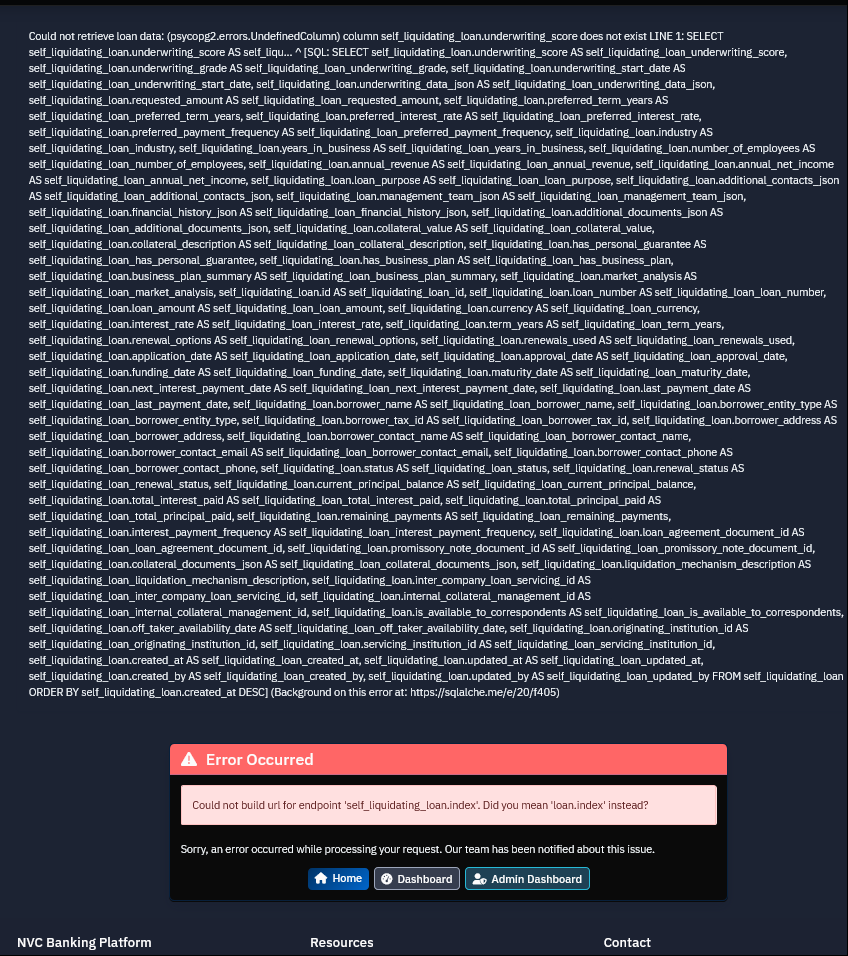 Could not retrieve loan data: (psycopg2.errors.UndefinedColumn) column self_liquidating_loan.underwriting_score does not exist LINE 1: SELECT
self_liquidating_loan.underwriting_score AS self_liqu... ^ [SQL: SELECT self_liquidating_loan.underwriting_score AS self_liquidating_loan_underwriting_score,
self_liquidating_loan.underwriting_grade AS self_liquidating_loan_underwriting_grade, self_liquidating_loan.underwriting_start_date AS
self_liquidating_loan_underwriting_start_date, self_liquidating_loan.underwriting_data_json AS self_liquidating_loan_underwriting_data_json,
self_liquidating_loan.requested_amount AS self_liquidating_loan_requested_amount, self_liquidating_loan.preferred_term_years AS
self_liquidating_loan_preferred_term_years, self_liquidating_loan.preferred_interest_rate AS self_liquidating_loan_preferred_interest_rate,
self_liquidating_loan.preferred_payment_frequency AS self_liquidating_loan_preferred_payment_frequency, self_liquidating_loan.industry AS
self_liquidating_loan_industry, self_liquidating_loan.years_in_business AS self_liquidating_loan_years_in_business, self_liquidating_loan.number_of_employees AS
self_liquidating_loan_number_of_employees, self_liquidating_loan.annual_revenue AS self_liquidating_loan_annual_revenue, self_liquidating_loan.annual_net_income
AS self_liquidating_loan_annual_net_income, self_liquidating_loan.loan_purpose AS self_liquidating_loan_loan_purpose, self_liquidating_loan.additional_contacts_json
AS self_liquidating_loan_additional_contacts_json, self_liquidating_loan.management_team_json AS self_liquidating_loan_management_team_json,
self_liquidating_loan.financial_history_json AS self_liquidating_loan_financial_history_json, self_liquidating_loan.additional_documents_json AS
self_liquidating_loan_additional_documents_json, self_liquidating_loan.collateral_value AS self_liquidating_loan_collateral_value,
self_liquidating_loan.collateral_description AS self_liquidating_loan_collateral_description, self_liquidating_loan.has_personal_guarantee AS
self_liquidating_loan_has_personal_guarantee, self_liquidating_loan.has_business_plan AS self_liquidating_loan_has_business_plan,
self_liquidating_loan.business_plan_summary AS self_liquidating_loan_business_plan_summary, self_liquidating_loan.market_analysis AS
self_liquidating_loan_market_analysis, self_liquidating_loan.id AS self_liquidating_loan_id, self_liquidating_loan.loan_number AS self_liquidating_loan_loan_number,
self_liquidating_loan.loan_amount AS self_liquidating_loan_loan_amount, self_liquidating_loan.currency AS self_liquidating_loan_currency,
self_liquidating_loan.interest_rate AS self_liquidating_loan_interest_rate, self_liquidating_loan.term_years AS self_liquidating_loan_term_years,
self_liquidating_loan.renewal_options AS self_liquidating_loan_renewal_options, self_liquidating_loan.renewals_used AS self_liquidating_loan_renewals_used,
self_liquidating_loan.application_date AS self_liquidating_loan_application_date, self_liquidating_loan.approval_date AS self_liquidating_loan_approval_date,
self_liquidating_loan.funding_date AS self_liquidating_loan_funding_date, self_liquidating_loan.maturity_date AS self_liquidating_loan_maturity_date,
self_liquidating_loan.next_interest_payment_date AS self_liquidating_loan_next_interest_payment_date, self_liquidating_loan.last_payment_date AS
self_liquidating_loan_last_payment_date, self_liquidating_loan.borrower_name AS self_liquidating_loan_borrower_name, self_liquidating_loan.borrower_entity_type AS
self_liquidating_loan_borrower_entity_type, self_liquidating_loan.borrower_tax_id AS self_liquidating_loan_borrower_tax_id, self_liquidating_loan.borrower_address AS
self_liquidating_loan_borrower_address, self_liquidating_loan.borrower_contact_name AS self_liquidating_loan_borrower_contact_name,
self_liquidating_loan.borrower_contact_email AS self_liquidating_loan_borrower_contact_email, self_liquidating_loan.borrower_contact_phone AS
self_liquidating_loan_borrower_contact_phone, self_liquidating_loan.status AS self_liquidating_loan_status, self_liquidating_loan.renewal_status AS
self_liquidating_loan_renewal_status, self_liquidating_loan.current_principal_balance AS self_liquidating_loan_current_principal_balance,
self_liquidating_loan.total_interest_paid AS self_liquidating_loan_total_interest_paid, self_liquidating_loan.total_principal_paid AS
self_liquidating_loan_total_principal_paid, self_liquidating_loan.remaining_payments AS self_liquidating_loan_remaining_payments,
self_liquidating_loan.interest_payment_frequency AS self_liquidating_loan_interest_payment_frequency, self_liquidating_loan.loan_agreement_document_id AS
self_liquidating_loan_loan_agreement_document_id, self_liquidating_loan.promissory_note_document_id AS self_liquidating_loan_promissory_note_document_id,
self_liquidating_loan.collateral_documents_json AS self_liquidating_loan_collateral_documents_json, self_liquidating_loan.liquidation_mechanism_description AS
self_liquidating_loan_liquidation_mechanism_description, self_liquidating_loan.inter_company_loan_servicing_id AS
self_liquidating_loan_inter_company_loan_servicing_id, self_liquidating_loan.internal_collateral_management_id AS
self_liquidating_loan_internal_collateral_management_id, self_liquidating_loan.is_available_to_correspondents AS self_liquidating_loan_is_available_to_correspondents,
self_liquidating_loan.off_taker_availability_date AS self_liquidating_loan_off_taker_availability_date, self_liquidating_loan.originating_institution_id AS
self_liquidating_loan_originating_institution_id, self_liquidating_loan.servicing_institution_id AS self_liquidating_loan_servicing_institution_id,
self_liquidating_loan.created_at AS self_liquidating_loan_created_at, self_liquidating_loan.updated_at AS self_liquidating_loan_updated_at,
self_liquidating_loan.created_by AS self_liquidating_loan_created_by, self_liquidating_loan.updated_by AS self_liquidating_loan_updated_by FROM self_liquidating_loan
ORDER BY self_liquidating_loan.created_at DESC] (Background on this error at: https://sqlalche.me/e/20/f405)
Error Occurred
Could not build url for endpoint 'self_liquidating_loan.index'. Did you mean 'loan.index' instead?
Sorry, an error occurred while processing your request. Our team has been notified about this issue.
Home Dashboard Admin Dashboard
NVC Banking Platform Resources Contact